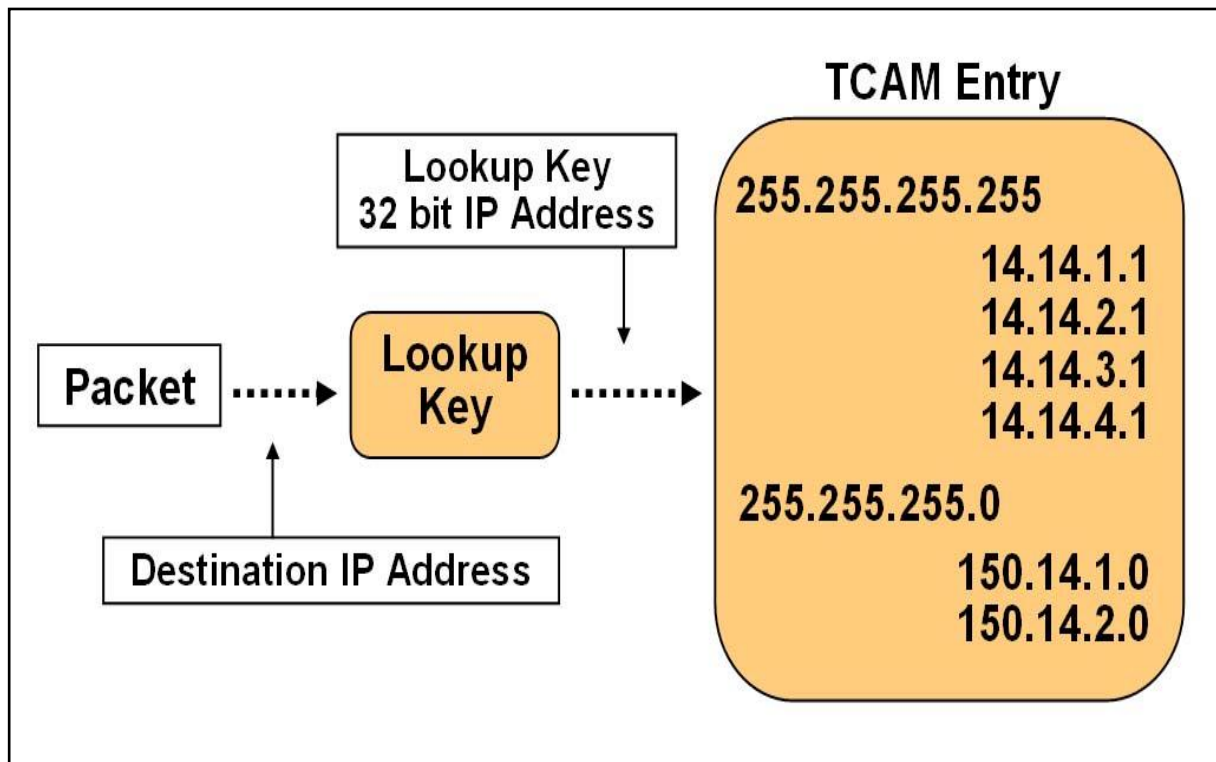 TCAM Entry
Lookup Key
32 bit IP Address
255.255.255.255
14.14.1.1
14.14.2.1
14.14.3.1
14.14.4.1
Packet
Lookup
Key
255.255.255.0
Destination IP Address
150.14.1.0
150.14.2.0